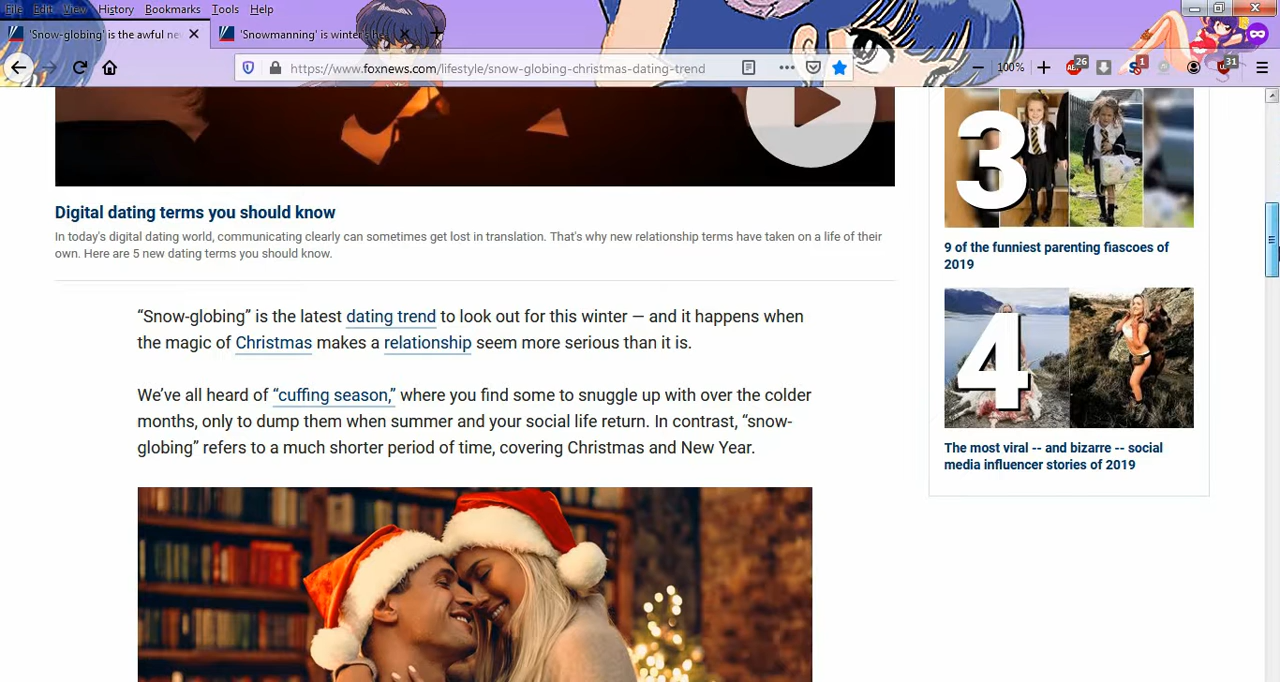 File Edit View History Bookmarks Tools Help
'Snow-globing' is the awful ne
'Snowmanning' is winter's
https://www.foxnews.com/lifestyle/snow-globing-christmas-dating-trend
100%
26
1
31
3
Digital dating terms you should know
In today's digital dating world, communicating clearly can sometimes get lost in translation. That's why new relationship terms have taken on a life of their
own. Here are 5 new dating terms you should know.
9 of the funniest parenting fiascoes of
2019
“Snow-globing” is the latest dating trend to look out for this winter — and it happens when
the magic of Christmas makes a relationship seem more serious than it is.
We’ve all heard of “cuffing season,” where you find some to snuggle up with over the colder
months, only to dump them when summer and your social life return. In contrast, “snow-
globing” refers to a much shorter period of time, covering Christmas and New Year.
4
The most viral -- and bizarre -- social
media influencer stories of 2019